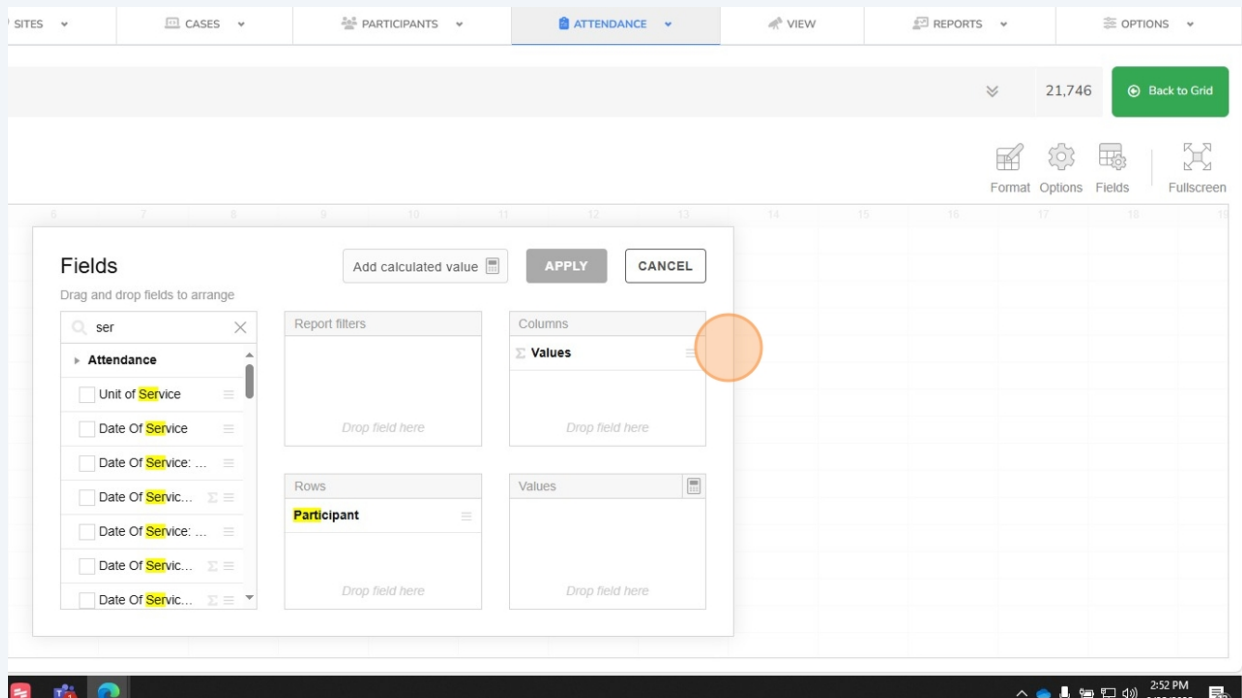 SITES CASES PARTICIPANTS ATTENDANCE VIEW REPORTS OPTIONS
21,746 Back to Grid
Format Options Fields Fullscreen
6 7 8 9 10 11 12 13 14 15 16 17 18 19
Fields
Add calculated value APPLY CANCEL
Drag and drop fields to arrange
ser
Attendance
Unit of Service
Date Of Service
Date Of Service: ...
Date Of Servic... Σ
Date Of Service: ...
Date Of Servic... Σ
Date Of Servic... Σ
Report filters
Drop field here
Columns
Σ Values
Drop field here
Rows
Participant
Drop field here
Values
Drop field here
2:52 PM